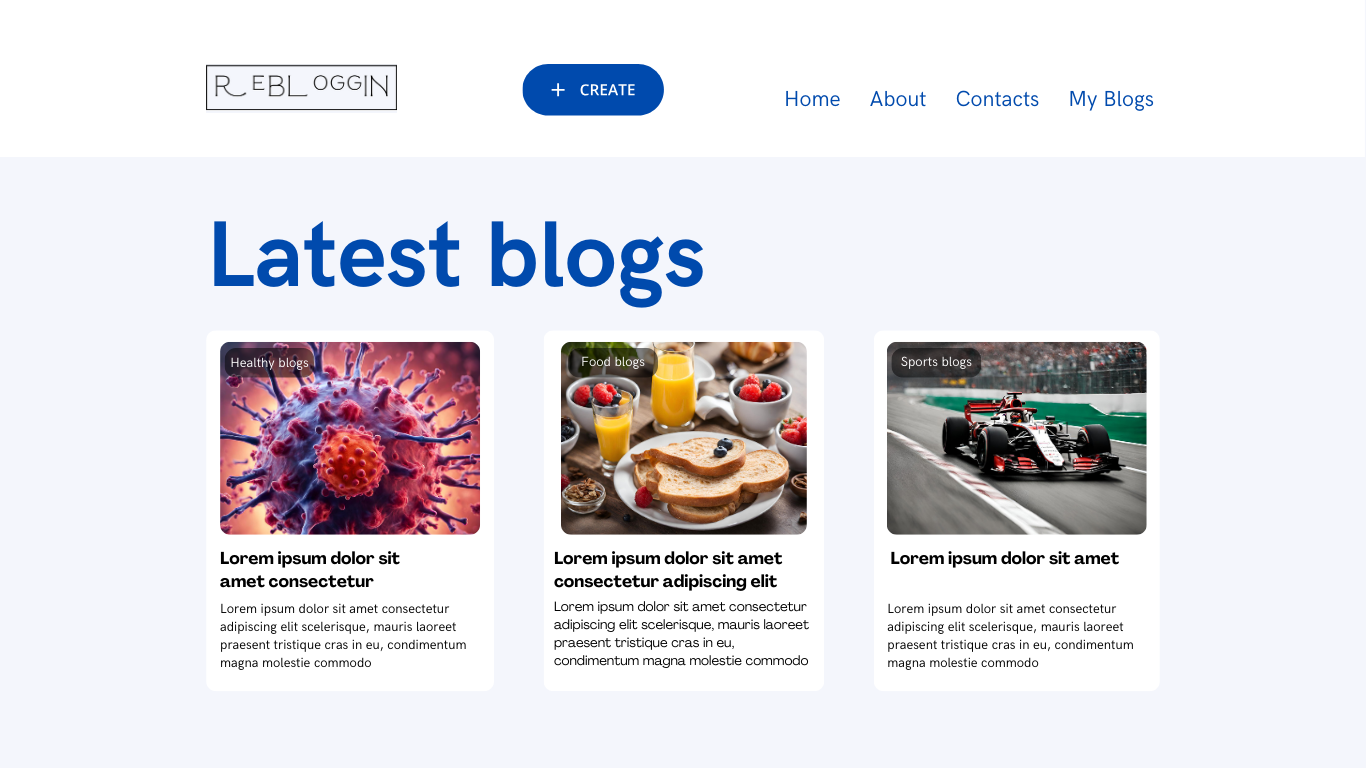 REBLOGGIN
+ CREATE
Home About Contacts My Blogs
Latest blogs
Healthy blogs
Lorem ipsum dolor sit
amet consectetur
Lorem ipsum dolor sit amet consectetur
adipiscing elit scelerisque, mauris laoreet
praesent tristique cras in eu, condimentum
magna molestie commodo
Food blogs
Lorem ipsum dolor sit amet
consectetur adipiscing elit
Lorem ipsum dolor sit amet consectetur
adipiscing elit scelerisque, mauris laoreet
praesent tristique cras in eu,
condimentum magna molestie commodo
Sports blogs
Lorem ipsum dolor sit amet
Lorem ipsum dolor sit amet consectetur
adipiscing elit scelerisque, mauris laoreet
praesent tristique cras in eu, condimentum
magna molestie commodo